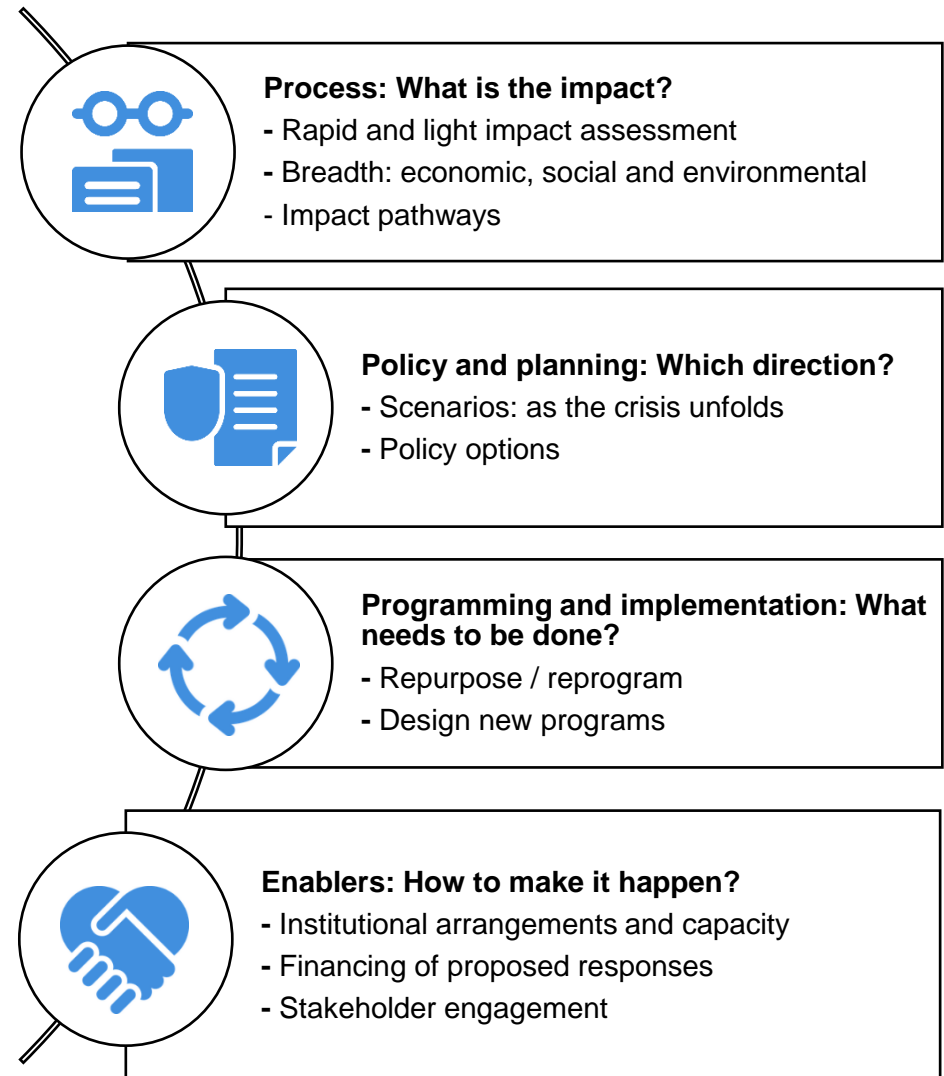 Process: What is the impact?
- Rapid and light impact assessment
- Breadth: economic, social and environmental
- Impact pathways
Policy and planning: Which direction?
- Scenarios: as the crisis unfolds
- Policy options
Programming and implementation: What
needs to be done?
- Repurpose / reprogram
- Design new programs
Enablers: How to make it happen?
- Institutional arrangements and capacity
- Financing of proposed responses
- Stakeholder engagement